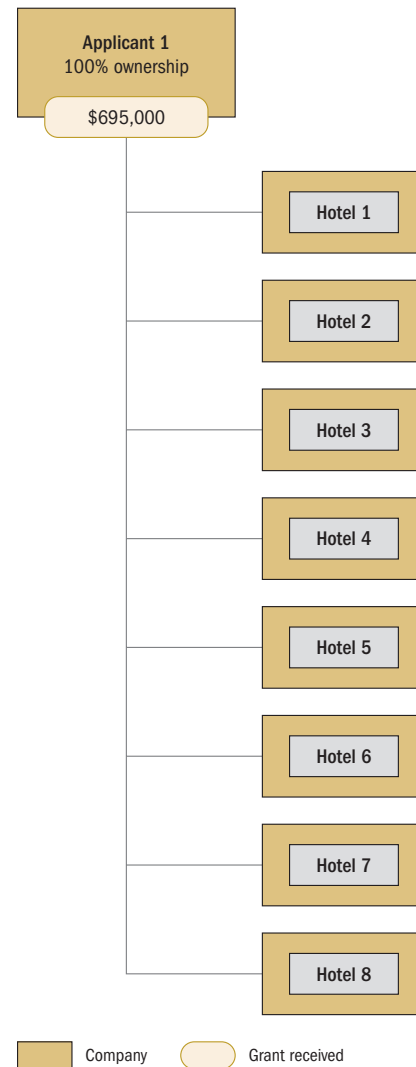 Applicant 1
100% ownership
$695,000
Hotel 1
Hotel 2
Hotel 3
Hotel 4
Hotel 5
Hotel 6
Hotel 7
Hotel 8
Company Grant received